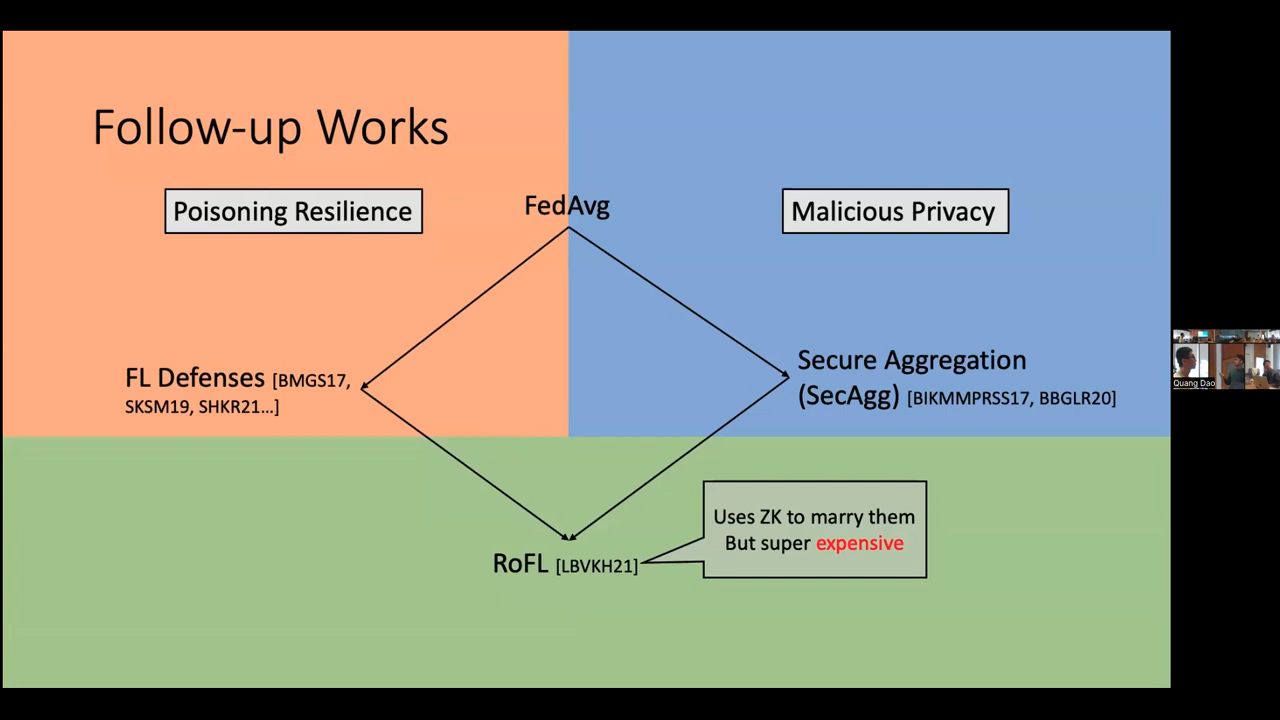 Follow-up Works
Poisoning Resilience
FedAvg
Malicious Privacy
FL Defenses [BMGS17,
SKSM19, SHKR21…]
Secure Aggregation
(SecAgg) [BIKMMPRSS17, BBGLR20]
Uses ZK to marry them
But super expensive
RoFL [LBVKH21]
Quang Dao